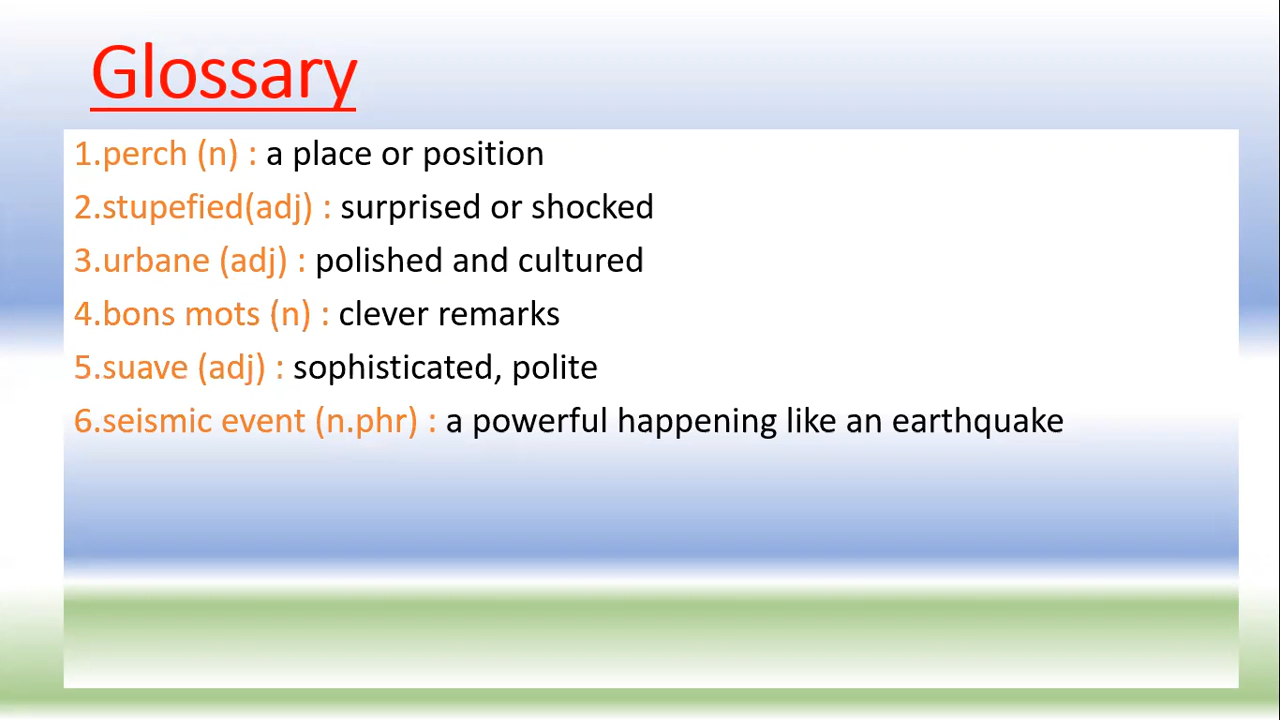 Glossary
1.perch (n) : a place or position
2.stupefied(adj) : surprised or shocked
3.urbane (adj) : polished and cultured
4.bons mots (n) : clever remarks
5.suave (adj) : sophisticated, polite
6.seismic event (n.phr) : a powerful happening like an earthquake